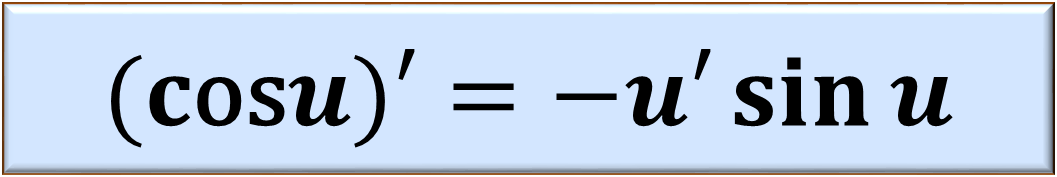 (cosu)′ = −u′ sin u